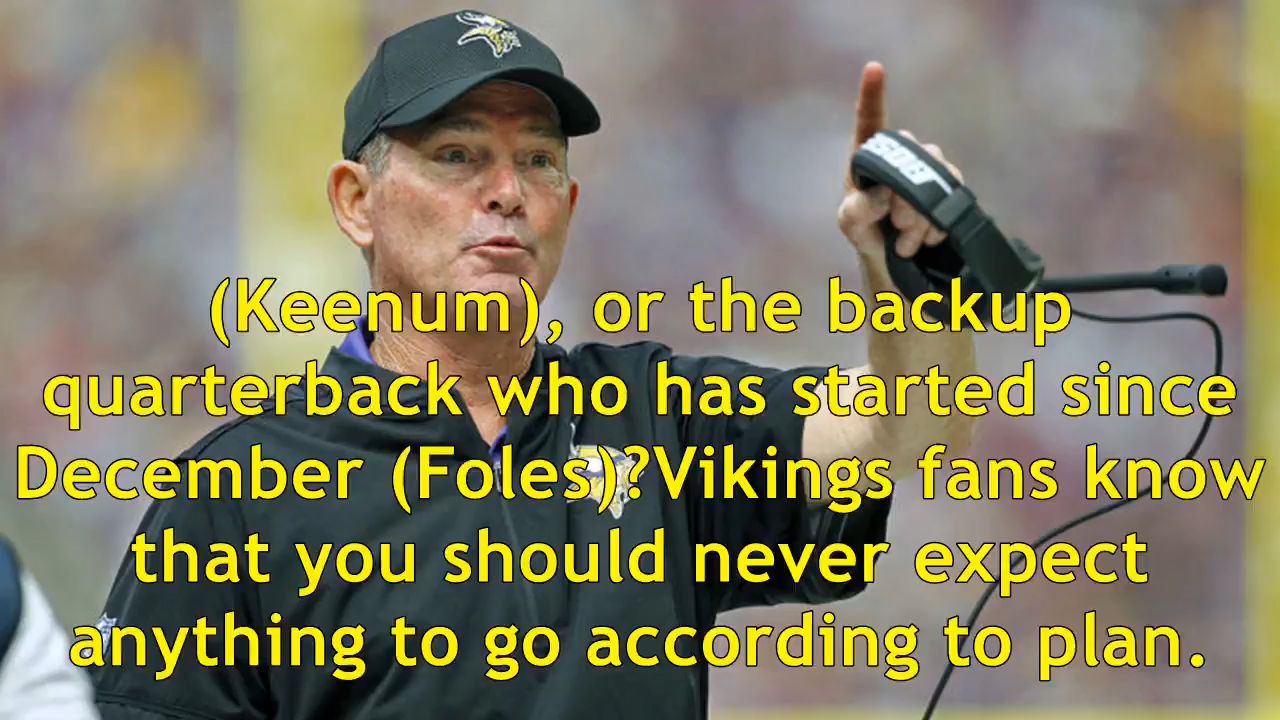 BOSE
(Keenum), or the backup
quarterback who has started since
December (Foles)?Vikings fans know
that you should never expect
anything to go according to plan.